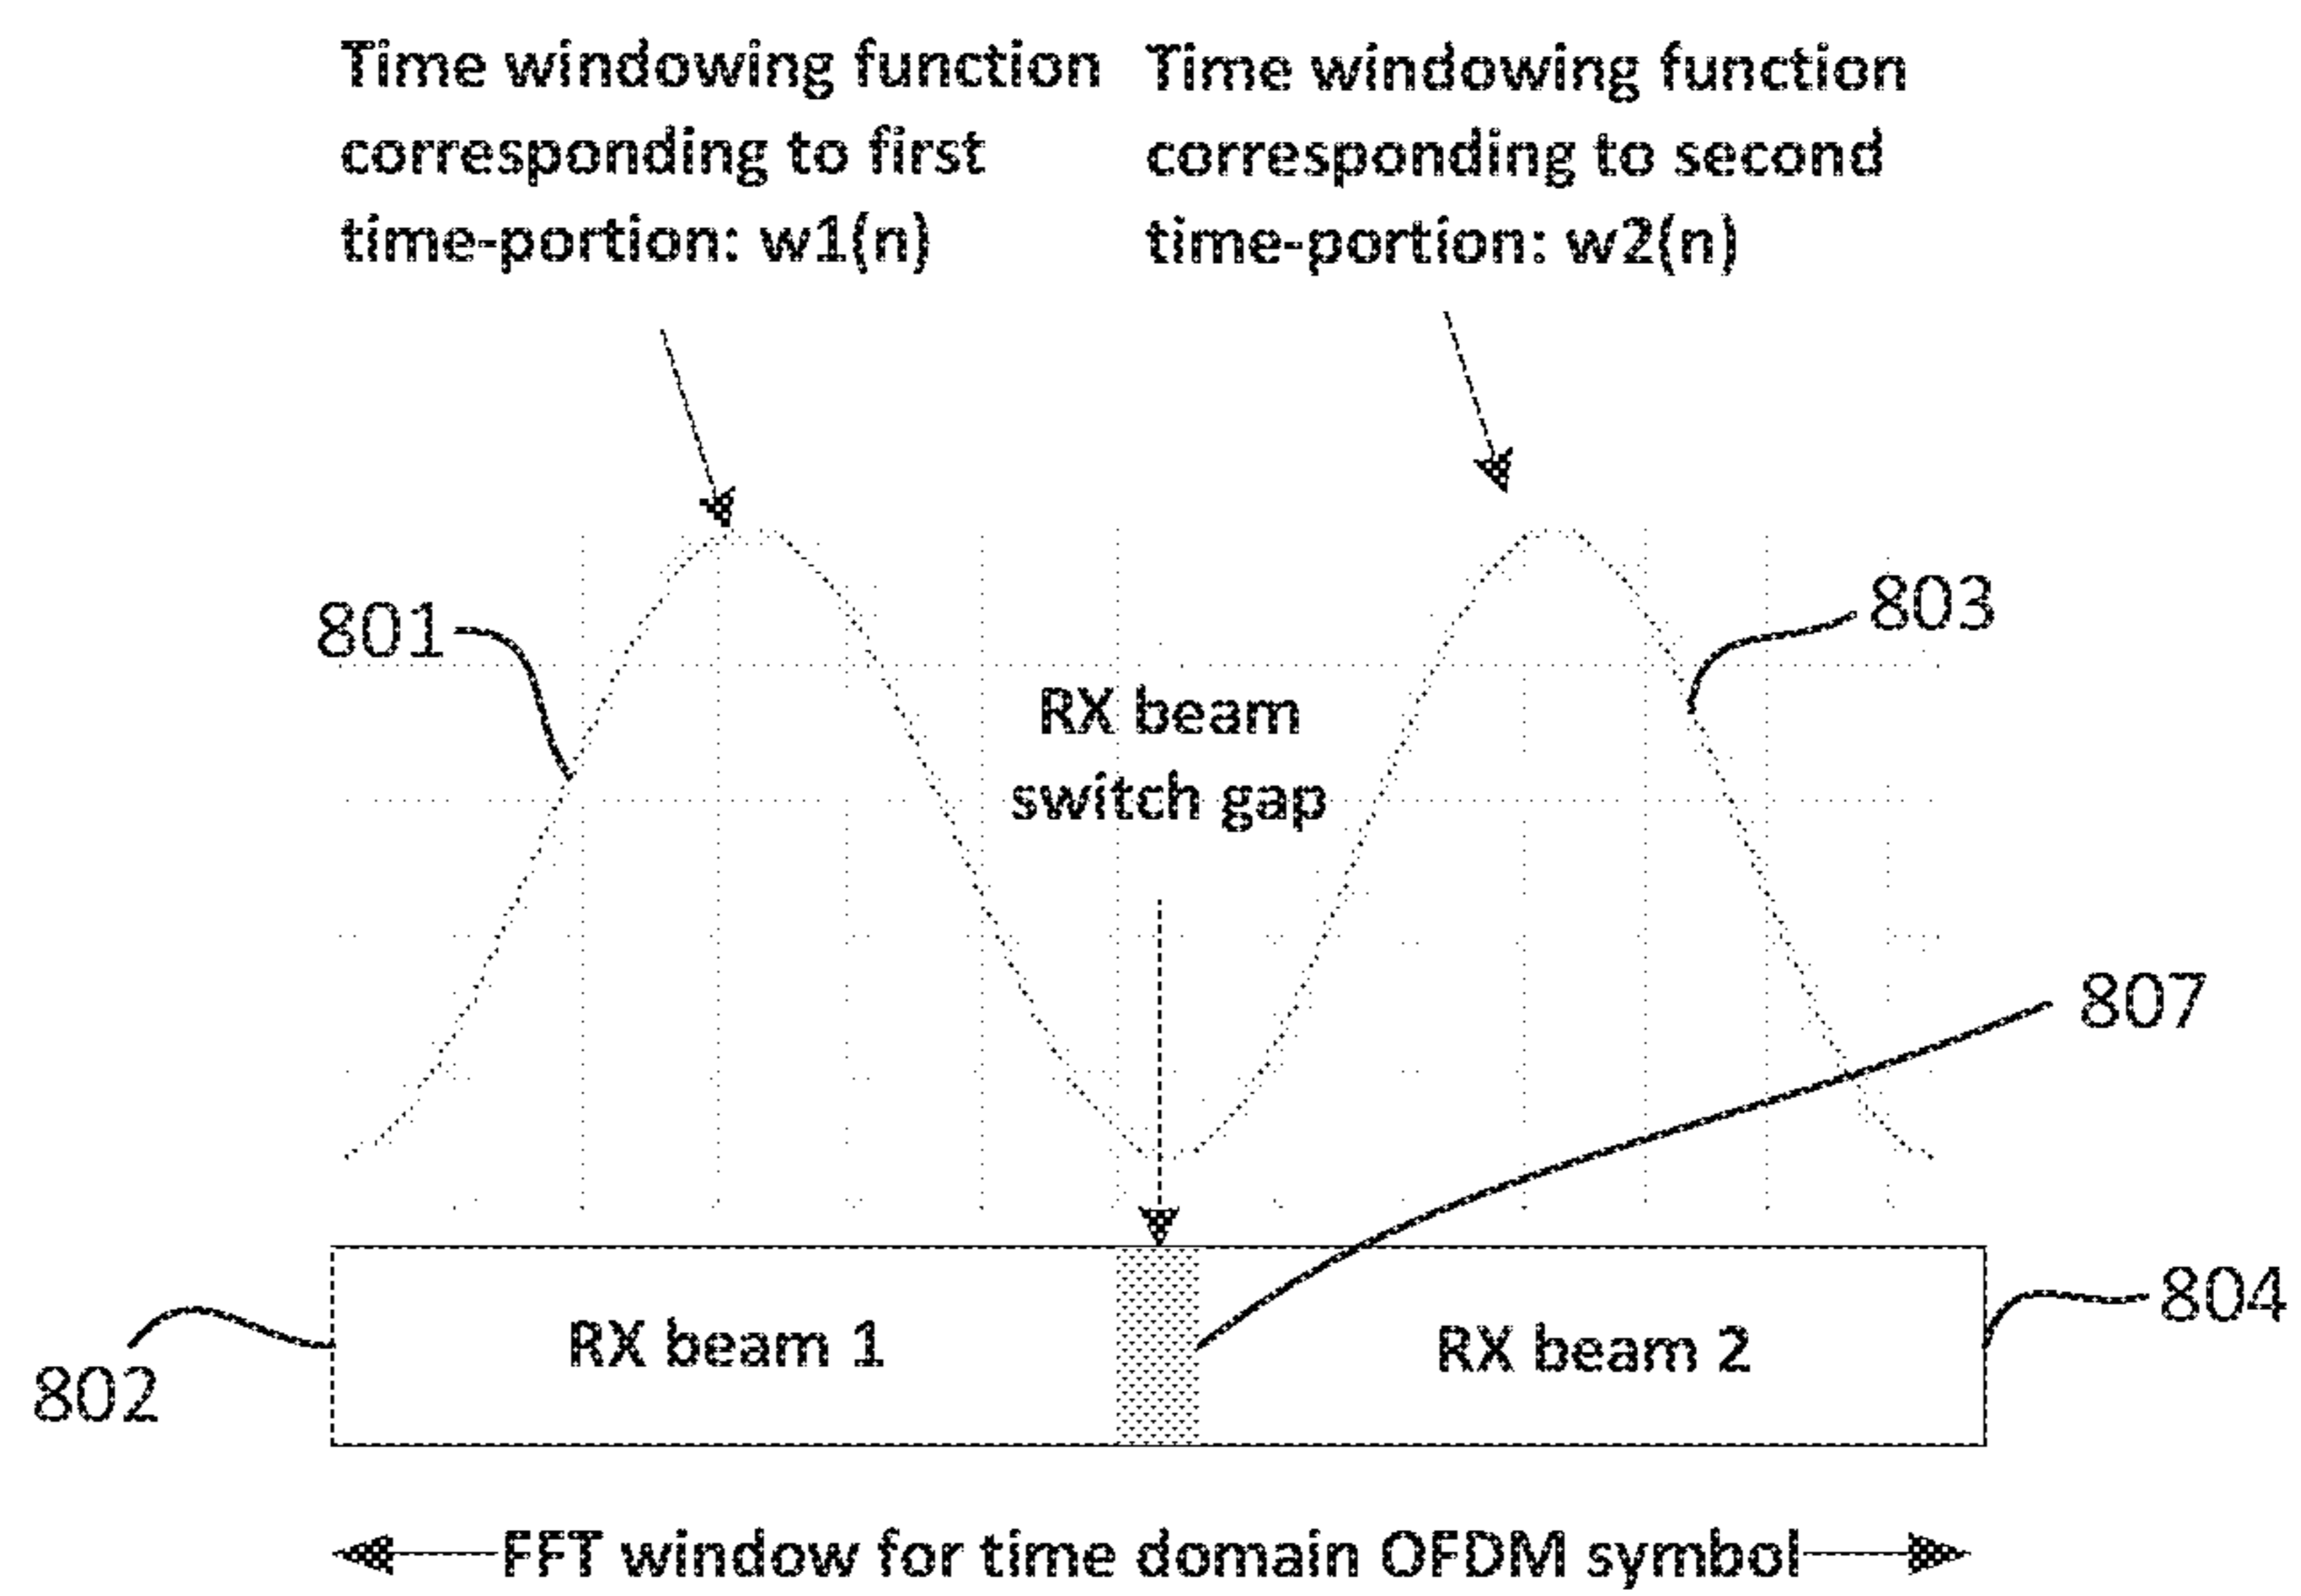 Time windowing function
corresponding to first
time-portion: w1(n)
Time windowing function
corresponding to second
time-portion: w2(n)
801
803
RX beam
switch gap
807
RX beam 1
RX beam 2
804
802
FFT window for time domain OFDM symbol